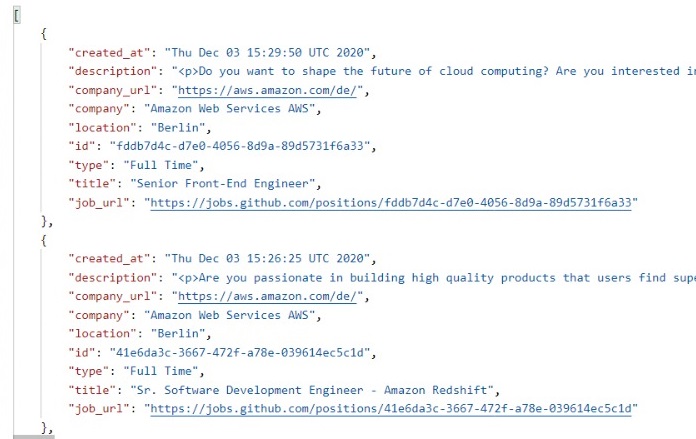 [
{
"created_at": "Thu Dec 03 15:29:50 UTC 2020",
"description": "<p>Do you want to shape the future of cloud computing? Are you interested in
"company_url": "https://aws.amazon.com/de/",
"company": "Amazon Web Services AWS",
"location": "Berlin",
"id": "fddb7d4c-d7e0-4056-8d9a-89d5731f6a33",
"type": "Full Time",
"title": "Senior Front-End Engineer",
"job_url": "https://jobs.github.com/positions/fddb7d4c-d7e0-4056-8d9a-89d5731f6a33"
},
{
"created_at": "Thu Dec 03 15:26:25 UTC 2020",
"description": "<p>Are you passionate in building high quality products that users find supe
"company_url": "https://aws.amazon.com/de/",
"company": "Amazon Web Services AWS",
"location": "Berlin",
"id": "41e6da3c-3667-472f-a78e-039614ec5c1d",
"type": "Full Time",
"title": "Sr. Software Development Engineer - Amazon Redshift",
"job_url": "https://jobs.github.com/positions/41e6da3c-3667-472f-a78e-039614ec5c1d"
},